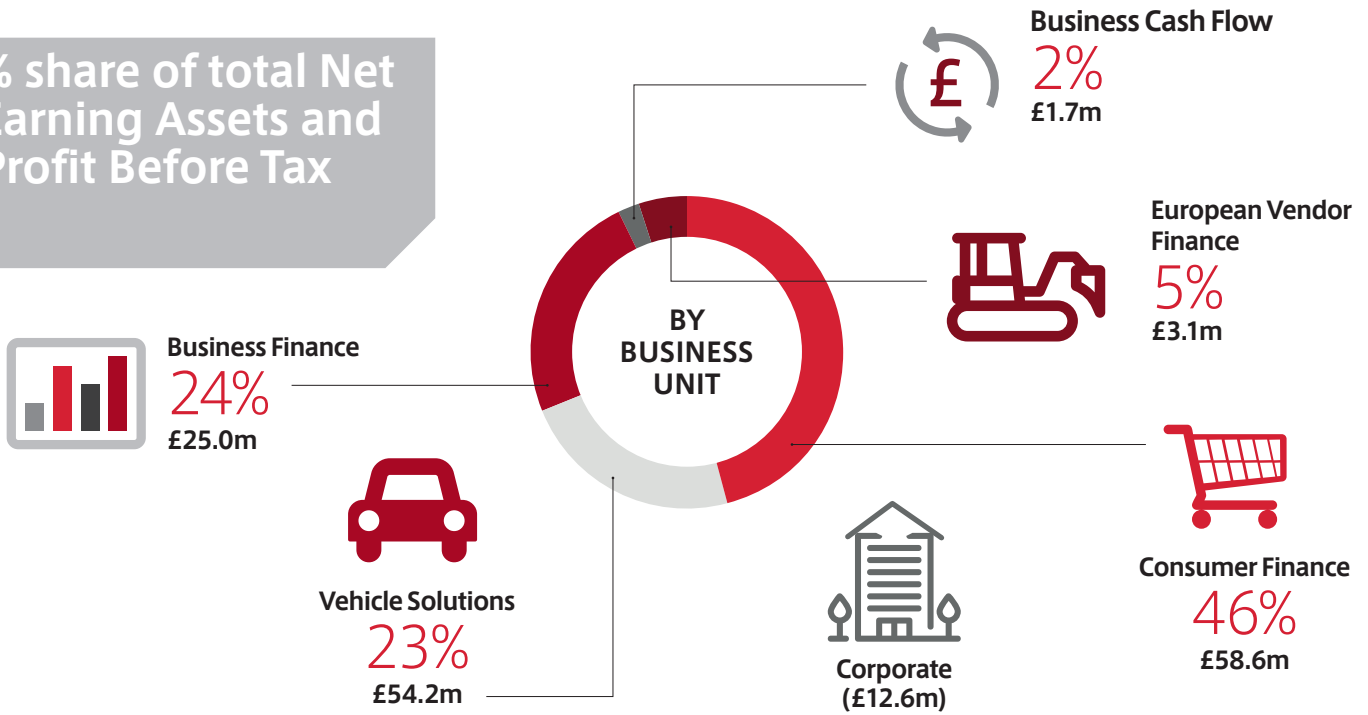 % share of total Net
Earning Assets and
Profit Before Tax
Business Cash Flow
2%
£1.7m
£
European Vendor
Finance
5%
£3.1m
BY
BUSINESS
UNIT
Business Finance
24%
£25.0m
Vehicle Solutions
23%
£54.2m
Corporate
(£12.6m)
Consumer Finance
46%
£58.6m